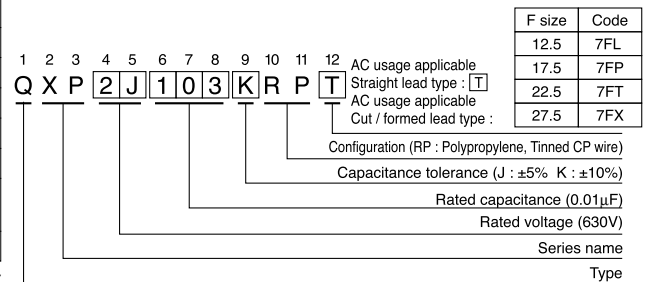 F size Code
12.5 7FL
17.5 7FP
22.5 7FT
27.5 7FX
1 2 3 4 5 6 7 8 9 10 11 12
Q X P 2 J 1 0 3 K R P T
AC usage applicable
Straight lead type : T
AC usage applicable
Cut / formed lead type :
Configuration (RP : Polypropylene, Tinned CP wire)
Capacitance tolerance (J : ±5% K : ±10%)
Rated capacitance (0.01μF)
Rated voltage (630V)
Series name
Type